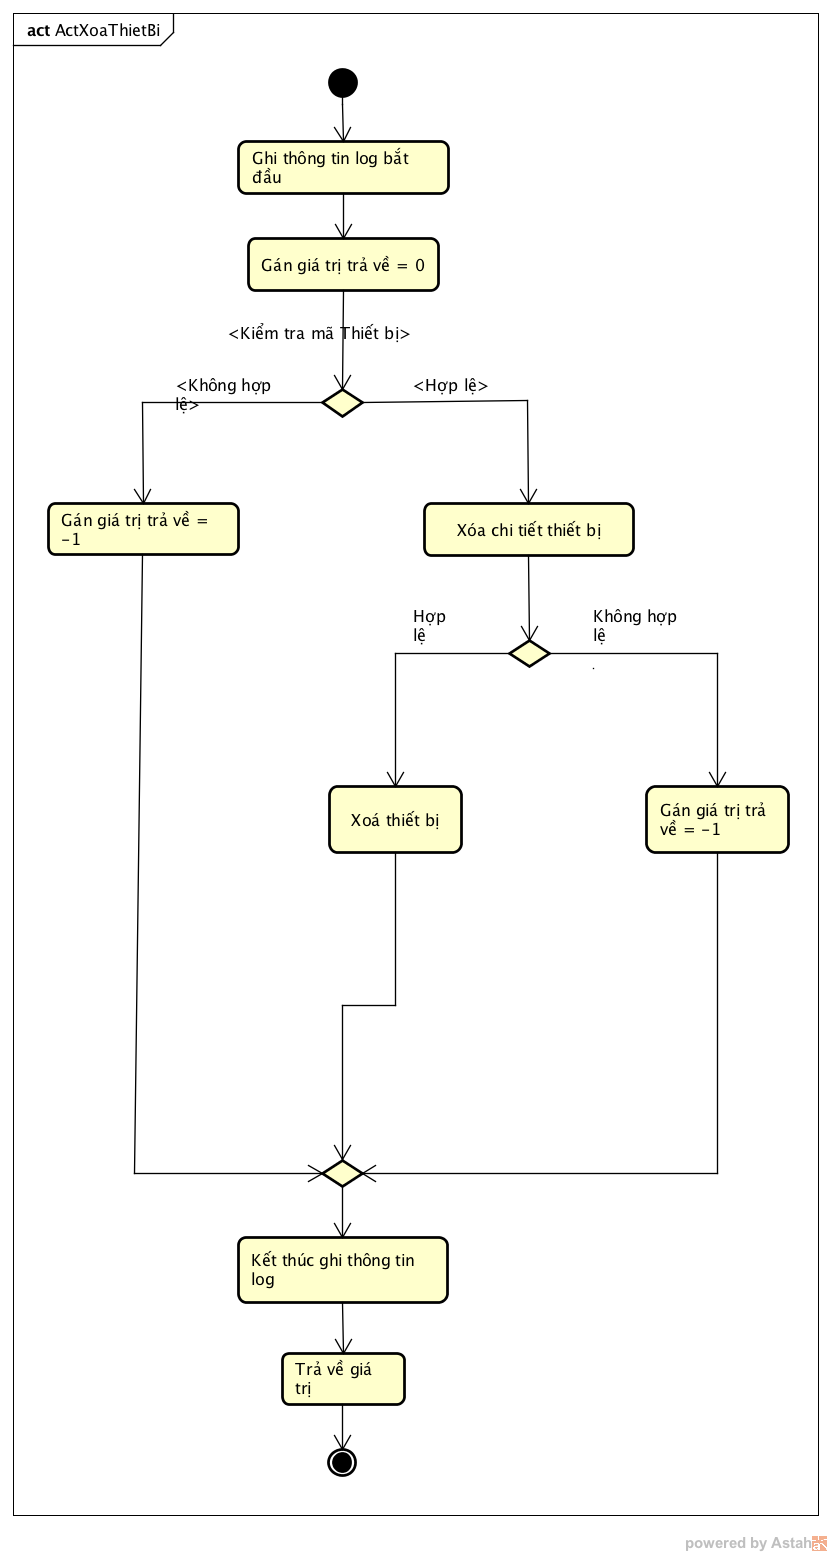 act ActXoaThietBi
Ghi thông tin log bắt
đầu
Gán giá trị trả về = 0
<Kiểm tra mã Thiết bị>
<Không hợp
lệ>
<Hợp lệ>
Gán giá trị trả về =
-1
Xóa chi tiết thiết bị
Hợp
lệ
Không hợp
lệ
.
Xoá thiết bị
Gán giá trị trả
về = -1
Kết thúc ghi thông tin
log
Trả về giá
trị
powered by Astah